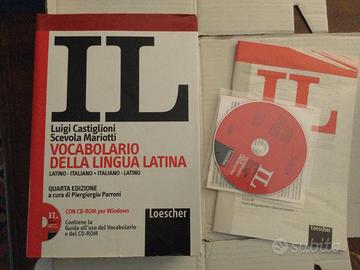 IL
Luigi Castiglioni
Scevola Mariotti
VOCABOLARIO
DELLA LINGUA LATINA
LATINO - ITALIANO • ITALIANO - LATINO
QUARTA EDIZIONE
a cura di Piergiorgio Parroni
CON CD-ROM per Windows
Contiene la
Guida all'uso del Vocabolario
e del CD-ROM
IL
Loescher
IL
IL
Loescher
subito